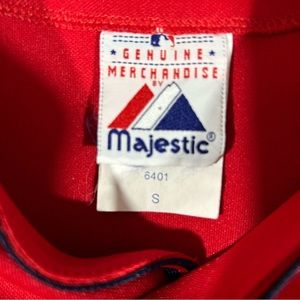 GENUINE
MERCHANDISE
BY
Majestic®
6401
S